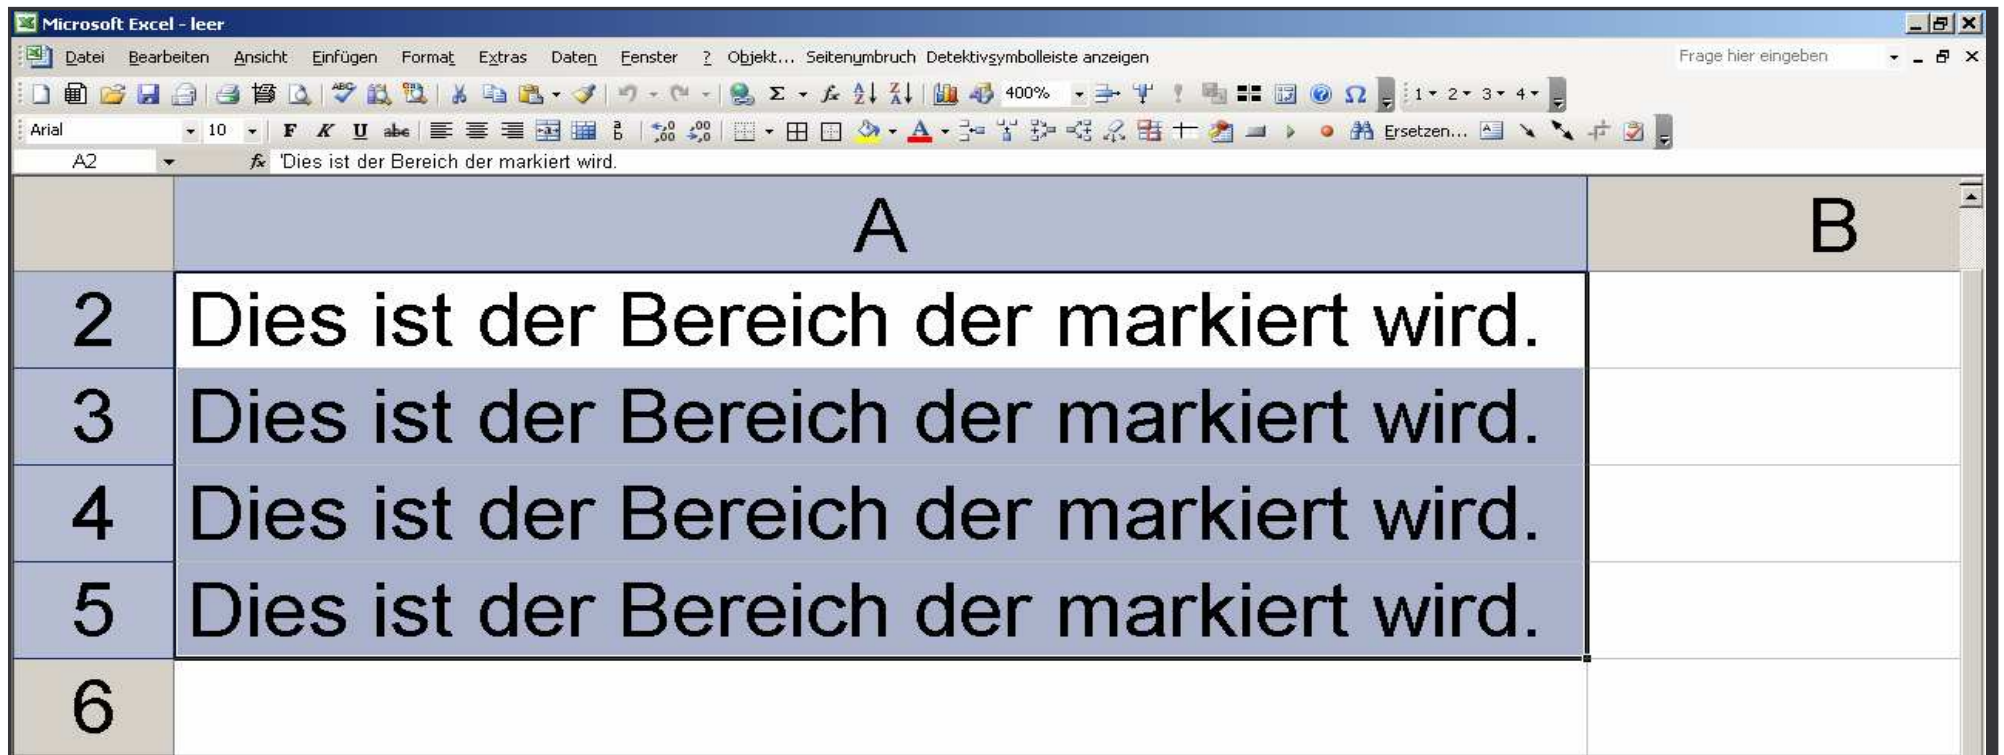 Microsoft Excel - leer
Datei Bearbeiten Ansicht Einfügen Format Extras Daten Fenster ? Objekt... Seitenumbruch Detektivsymbolleiste anzeigen Frage hier eingeben
400% 1 2 3 4
Arial 10 F K U abc Ersetzen...
A2 fx 'Dies ist der Bereich der markiert wird.
A B
2 Dies ist der Bereich der markiert wird.
3 Dies ist der Bereich der markiert wird.
4 Dies ist der Bereich der markiert wird.
5 Dies ist der Bereich der markiert wird.
6